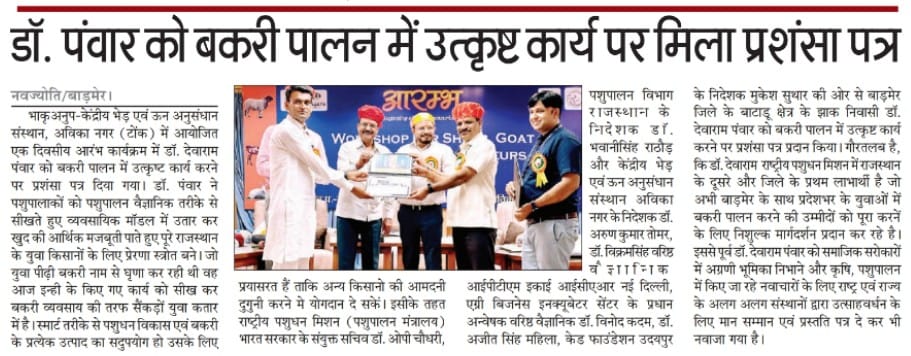 डॉ. पंवार को बकरी पालन में उत्कृष्ट कार्य पर मिला प्रशंसा पत्र
नवज्योति/बाड़मेर।
भाकृअनुप-केंद्रीय भेड़ एवं ऊन अनुसंधान
संस्थान, अविका नगर (टोंक) में आयोजित
एक दिवसीय आरंभ कार्यक्रम में डॉ. देवाराम
पंवार को बकरी पालन में उत्कृष्ट कार्य करने
पर प्रशंसा पत्र दिया गया। डॉ. पंवार ने
पशुपालकों को पशुपालन वैज्ञानिक तरीके से
सीखते हुए व्यवसायिक मॉडल में उतार कर
खुद की आर्थिक मजबूती पाते हुए पूरे राजस्थान
के युवा किसानों के लिए प्रेरणा स्त्रोत बने। जो
युवा पीढ़ी बकरी नाम से घृणा कर रही थी वह
आज इन्ही के किए गए कार्य को सीख कर
बकरी व्यवसाय की तरफ सैंकड़ों युवा कतार
में है। स्मार्ट तरीके से पशुधन विकास एवं बकरी
के प्रत्येक उत्पाद का सदुपयोग हो उसके लिए
आरम्भ
प्रयासरत हैं ताकि अन्य किसानो की आमदनी
दुगुनी करने मे योगदान दे सकें। इसीके तहत
राष्ट्रीय पशुधन मिशन (पशुपालन मंत्रालय)
भारत सरकार के संयुक्त सचिव डॉ. ओपी चौधरी,
पशुपालन विभाग
राजस्थान के
निदेशक डॉ.
भवानीसिंह राठौड़
और केंद्रीय भेड़
एवं ऊन अनुसंधान
संस्थान अविका
नगर के निदेशक डॉ.
अरुण कुमार तोमर,
डॉ. विक्रमसिंह वरिष्ठ
वैज्ञानिक
आईपीटीएम इकाई आईसीएआर नई दिल्ली,
एग्री बिजनेस इनक्यूबेटर सेंटर के प्रधान
अन्वेषक वरिष्ठ वैज्ञानिक डॉ. विनोद कदम, डॉ.
अजीत सिंह महिला, केड फाउंडेशन उदयपुर
के निदेशक मुकेश सुथार की ओर से बाड़मेर
जिले के बाटाडू क्षेत्र के झाक निवासी डॉ.
देवाराम पंवार को बकरी पालन में उत्कृष्ट कार्य
करने पर प्रशंसा पत्र प्रदान किया। गौरतलब है,
कि डॉ. देवाराम राष्ट्रीय पशुधन मिशन में राजस्थान
के दूसरे और जिले के प्रथम लाभार्थी है जो
अभी बाड़मेर के साथ प्रदेशभर के युवाओं में
बकरी पालन करने की उम्मीदों को पूरा करनें
के लिए निशुल्क मार्गदर्शन प्रदान कर रहे है।
इससे पूर्व डॉ. देवाराम पंवार को समाजिक सरोकारों
में अग्रणी भूमिका निभाने और कृषि, पशुपालन
में किए जा रहे नवाचारों के लिए राष्ट्र एवं राज्य
के अलग अलग संस्थानों द्वारा उत्साहवर्धन के
लिए मान सम्मान एवं प्रस्तति पत्र दे कर भी
नवाजा गया है।